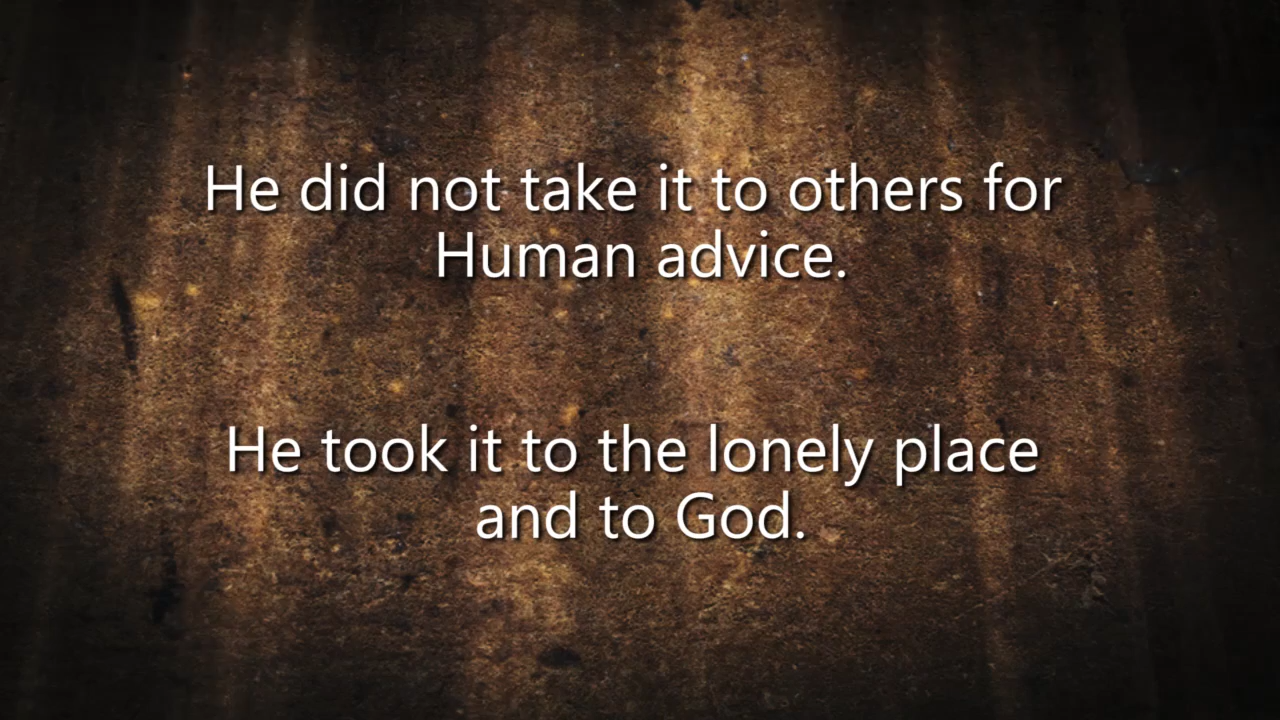 He did not take it to others for
Human advice.
He took it to the lonely place
and to God.